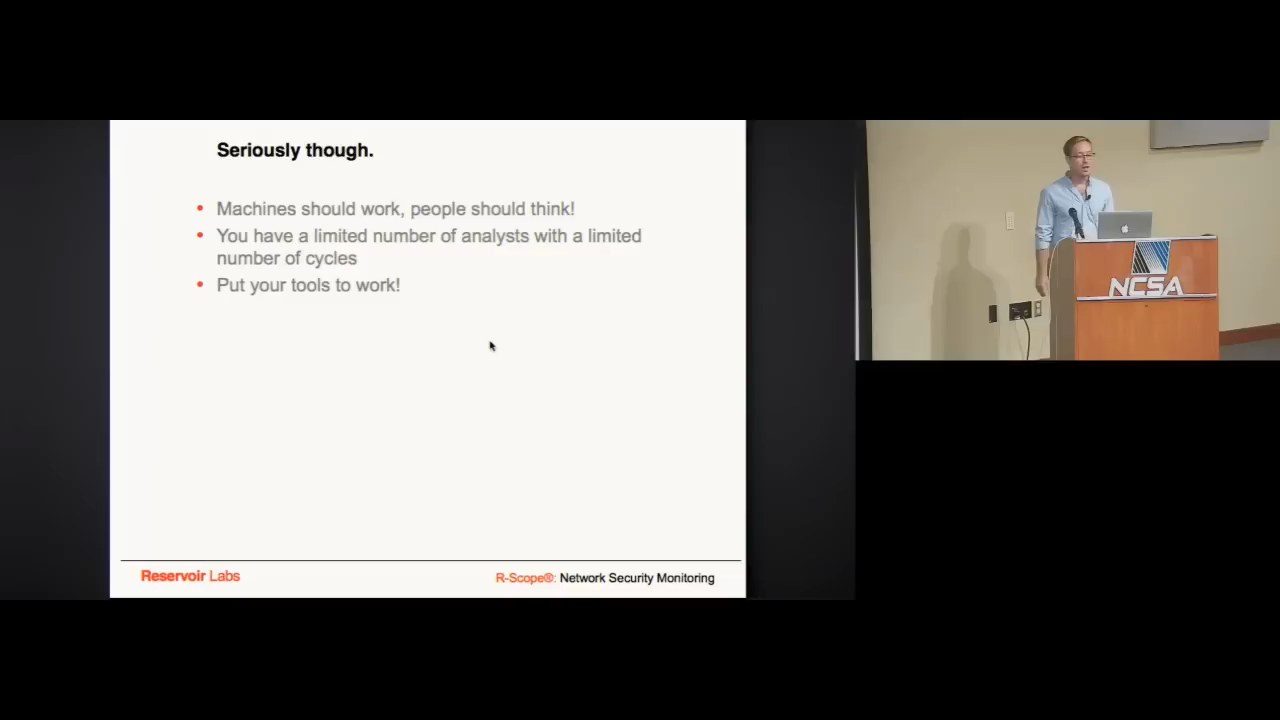 Seriously though.
• Machines should work, people should think!
• You have a limited number of analysts with a limited
number of cycles
• Put your tools to work!
Reservoir Labs
R-Scope®: Network Security Monitoring
NCSA